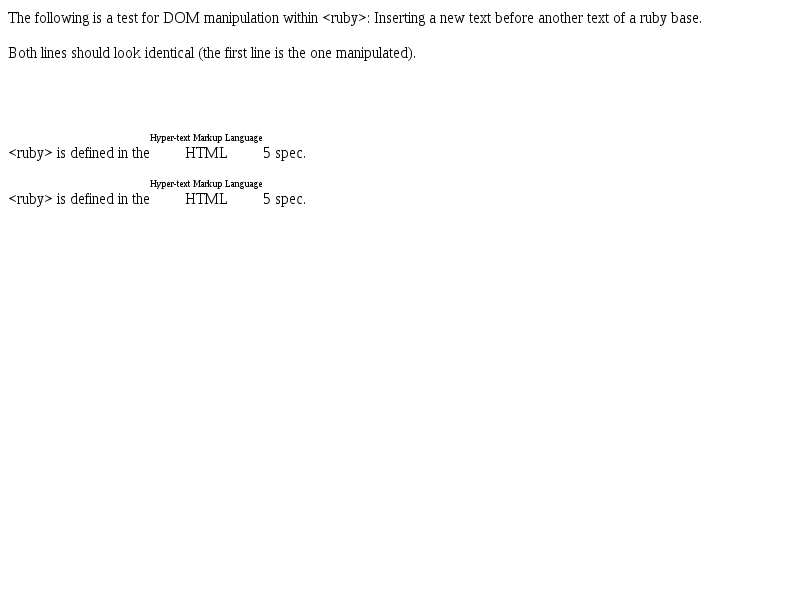 The following is a test for DOM manipulation within <ruby>: Inserting a new text before another text of a ruby base.
Both lines should look identical (the first line is the one manipulated).
Hyper-text Markup Language
<ruby> is defined in the HTML 5 spec.
Hyper-text Markup Language
<ruby> is defined in the HTML 5 spec.